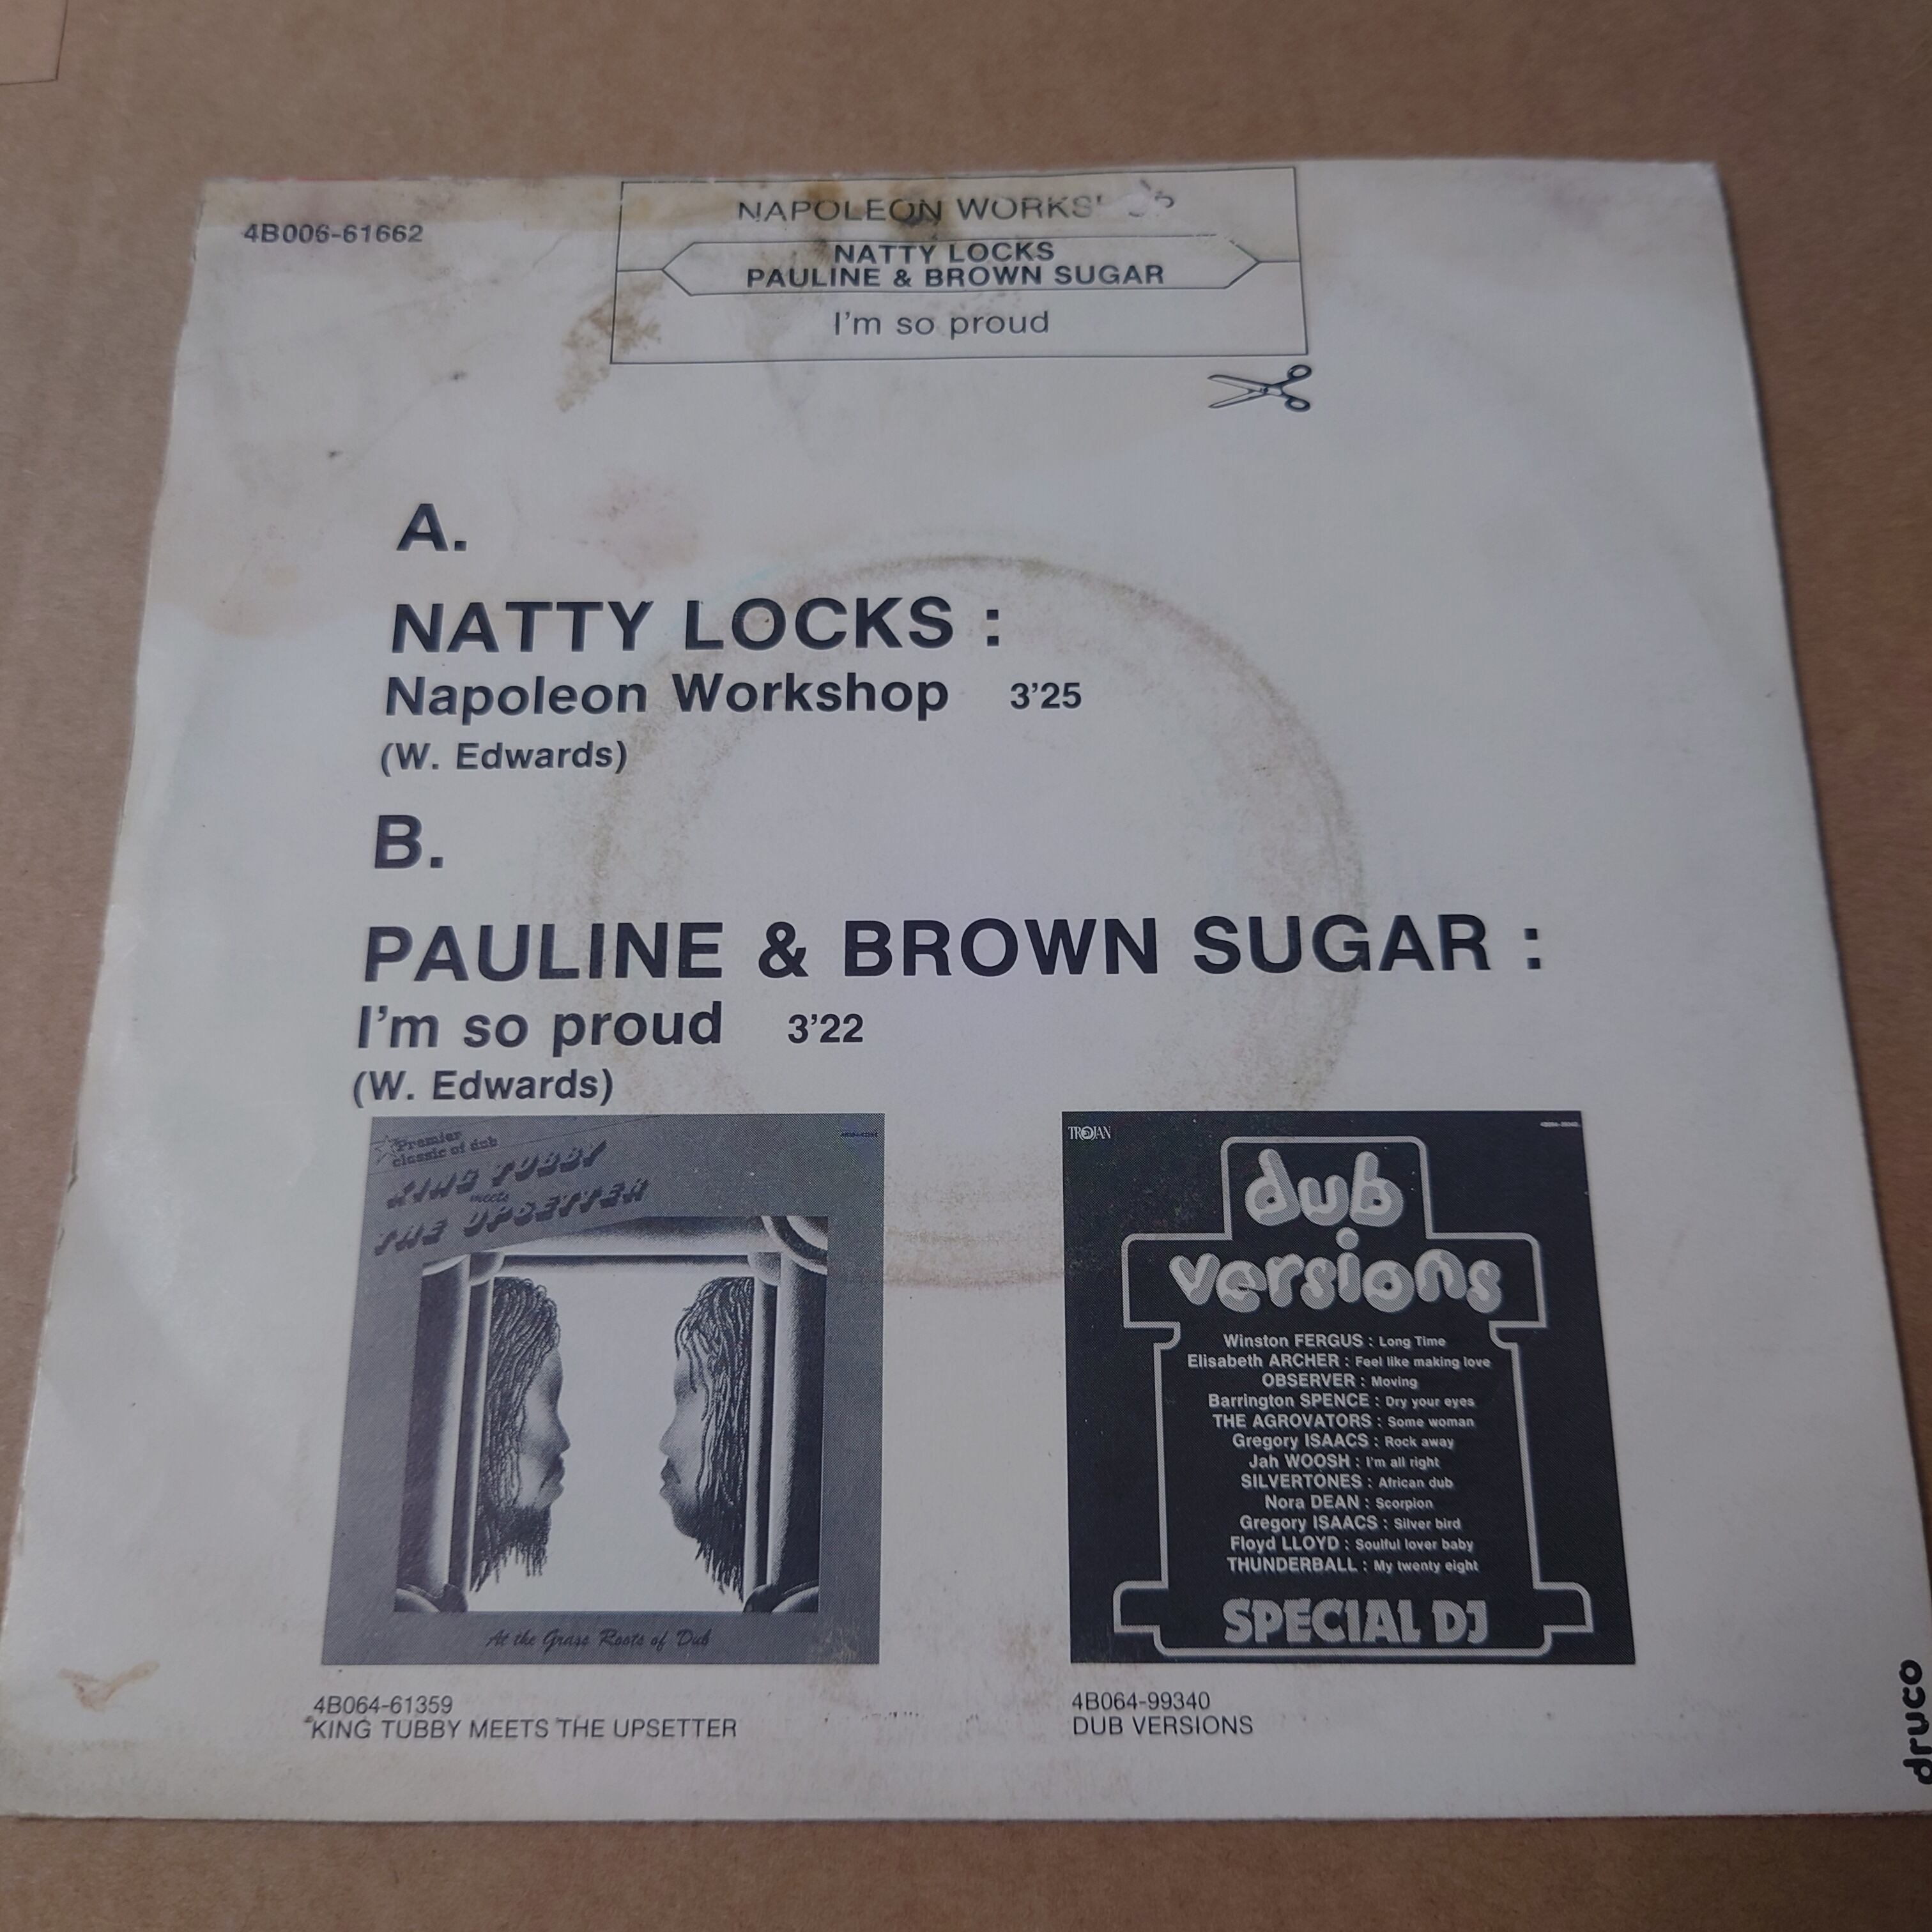 4B006-61662
NAPOLEON WORKSHOP
NATTY LOCKS
PAULINE & BROWN SUGAR
I'm so proud
A.
NATTY LOCKS :
Napoleon Workshop 3'25
(W. Edwards)
B.
PAULINE & BROWN SUGAR :
I'm so proud 3'22
(W. Edwards)
Premier
classic of dub
KING TUBBY
meets
THE UPSETTER
At the Grass Roots of Dub
4B064-61359
KING TUBBY MEETS THE UPSETTER
TROJAN
dub
versions
Winston FERGUS : Long Time
Elisabeth ARCHER : Feel like making love
OBSERVER : Moving
Barrington SPENCE : Dry your eyes
THE AGROVATORS : Some woman
Gregory ISAACS : Rock away
Jah WOOSH : I'm all right
SILVERTONES : African dub
Nora DEAN : Scorpion
Gregory ISAACS : Silver bird
Floyd LLOYD : Soulful lover baby
THUNDERBALL : My twenty eight
SPECIAL DJ
4B064-99340
DUB VERSIONS
druco